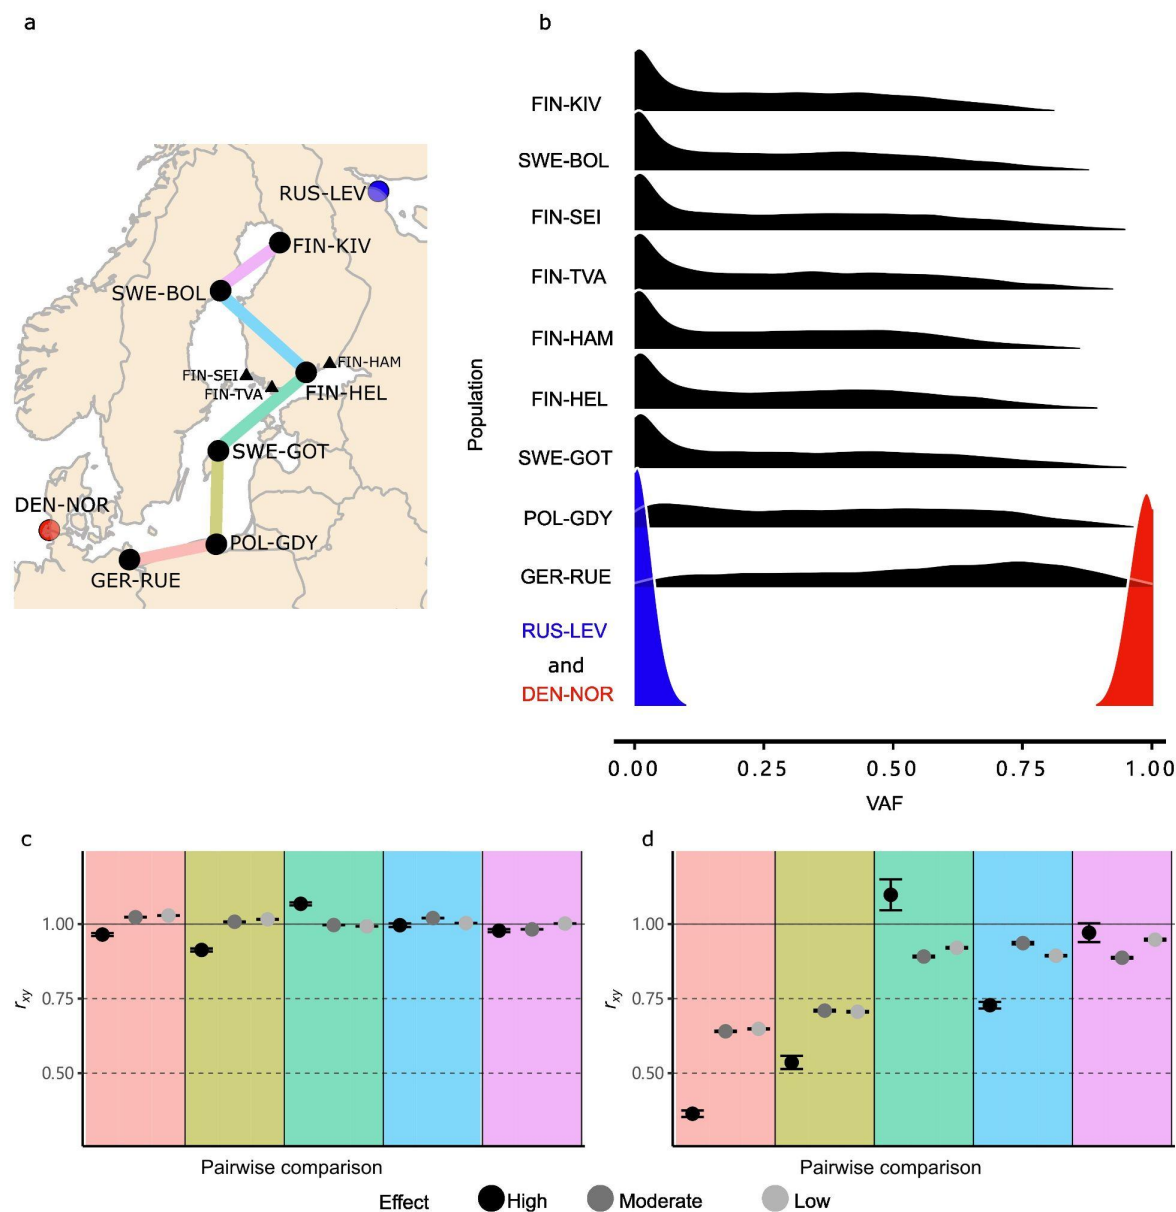 a
RUS-LEV
FIN-KIV
SWE-BOL
FIN-HAM
FIN-SEI
FIN-TVA
FIN-HEL
SWE-GOT
DEN-NOR
POL-GDY
GER-RUE
b
Population
FIN-KIV
SWE-BOL
FIN-SEI
FIN-TVA
FIN-HAM
FIN-HEL
SWE-GOT
POL-GDY
GER-RUE
RUS-LEV
and
DEN-NOR
0.00 0.25 0.50 0.75 1.00
VAF
c
rxy
1.00
0.75
0.50
Pairwise comparison
d
rxy
1.00
0.75
0.50
Pairwise comparison
Effect High Moderate Low